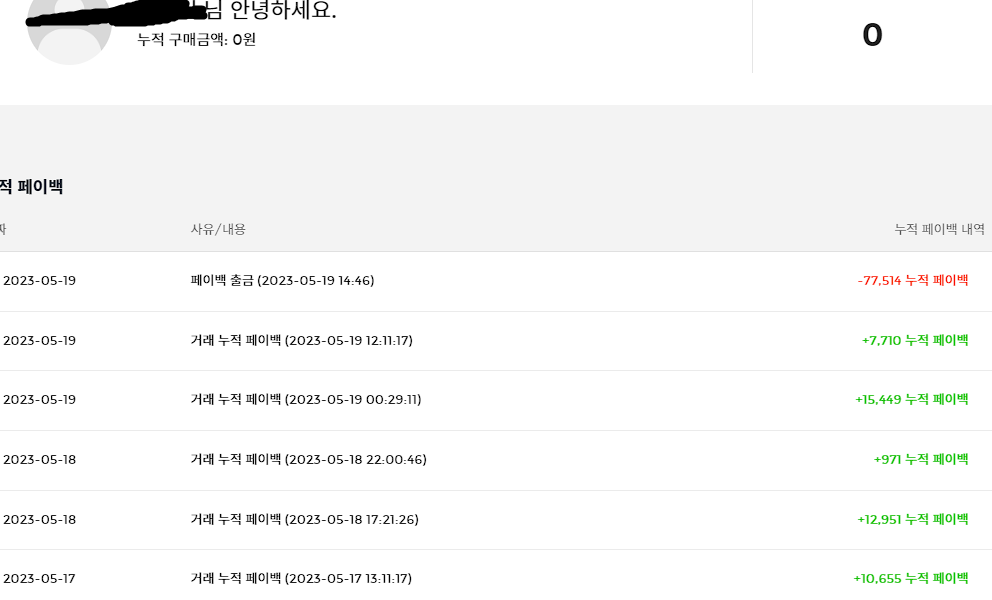 님 안녕하세요.
누적 구매금액: 0원
0
적 페이백
사유/내용 누적 페이백 내역
2023-05-19 페이백 출금 (2023-05-19 14:46) -77,514 누적 페이백
2023-05-19 거래 누적 페이백 (2023-05-19 12:11:17) +7,710 누적 페이백
2023-05-19 거래 누적 페이백 (2023-05-19 00:29:11) +15,449 누적 페이백
2023-05-18 거래 누적 페이백 (2023-05-18 22:00:46) +971 누적 페이백
2023-05-18 거래 누적 페이백 (2023-05-18 17:21:26) +12,951 누적 페이백
2023-05-17 거래 누적 페이백 (2023-05-17 13:11:17) +10,655 누적 페이백